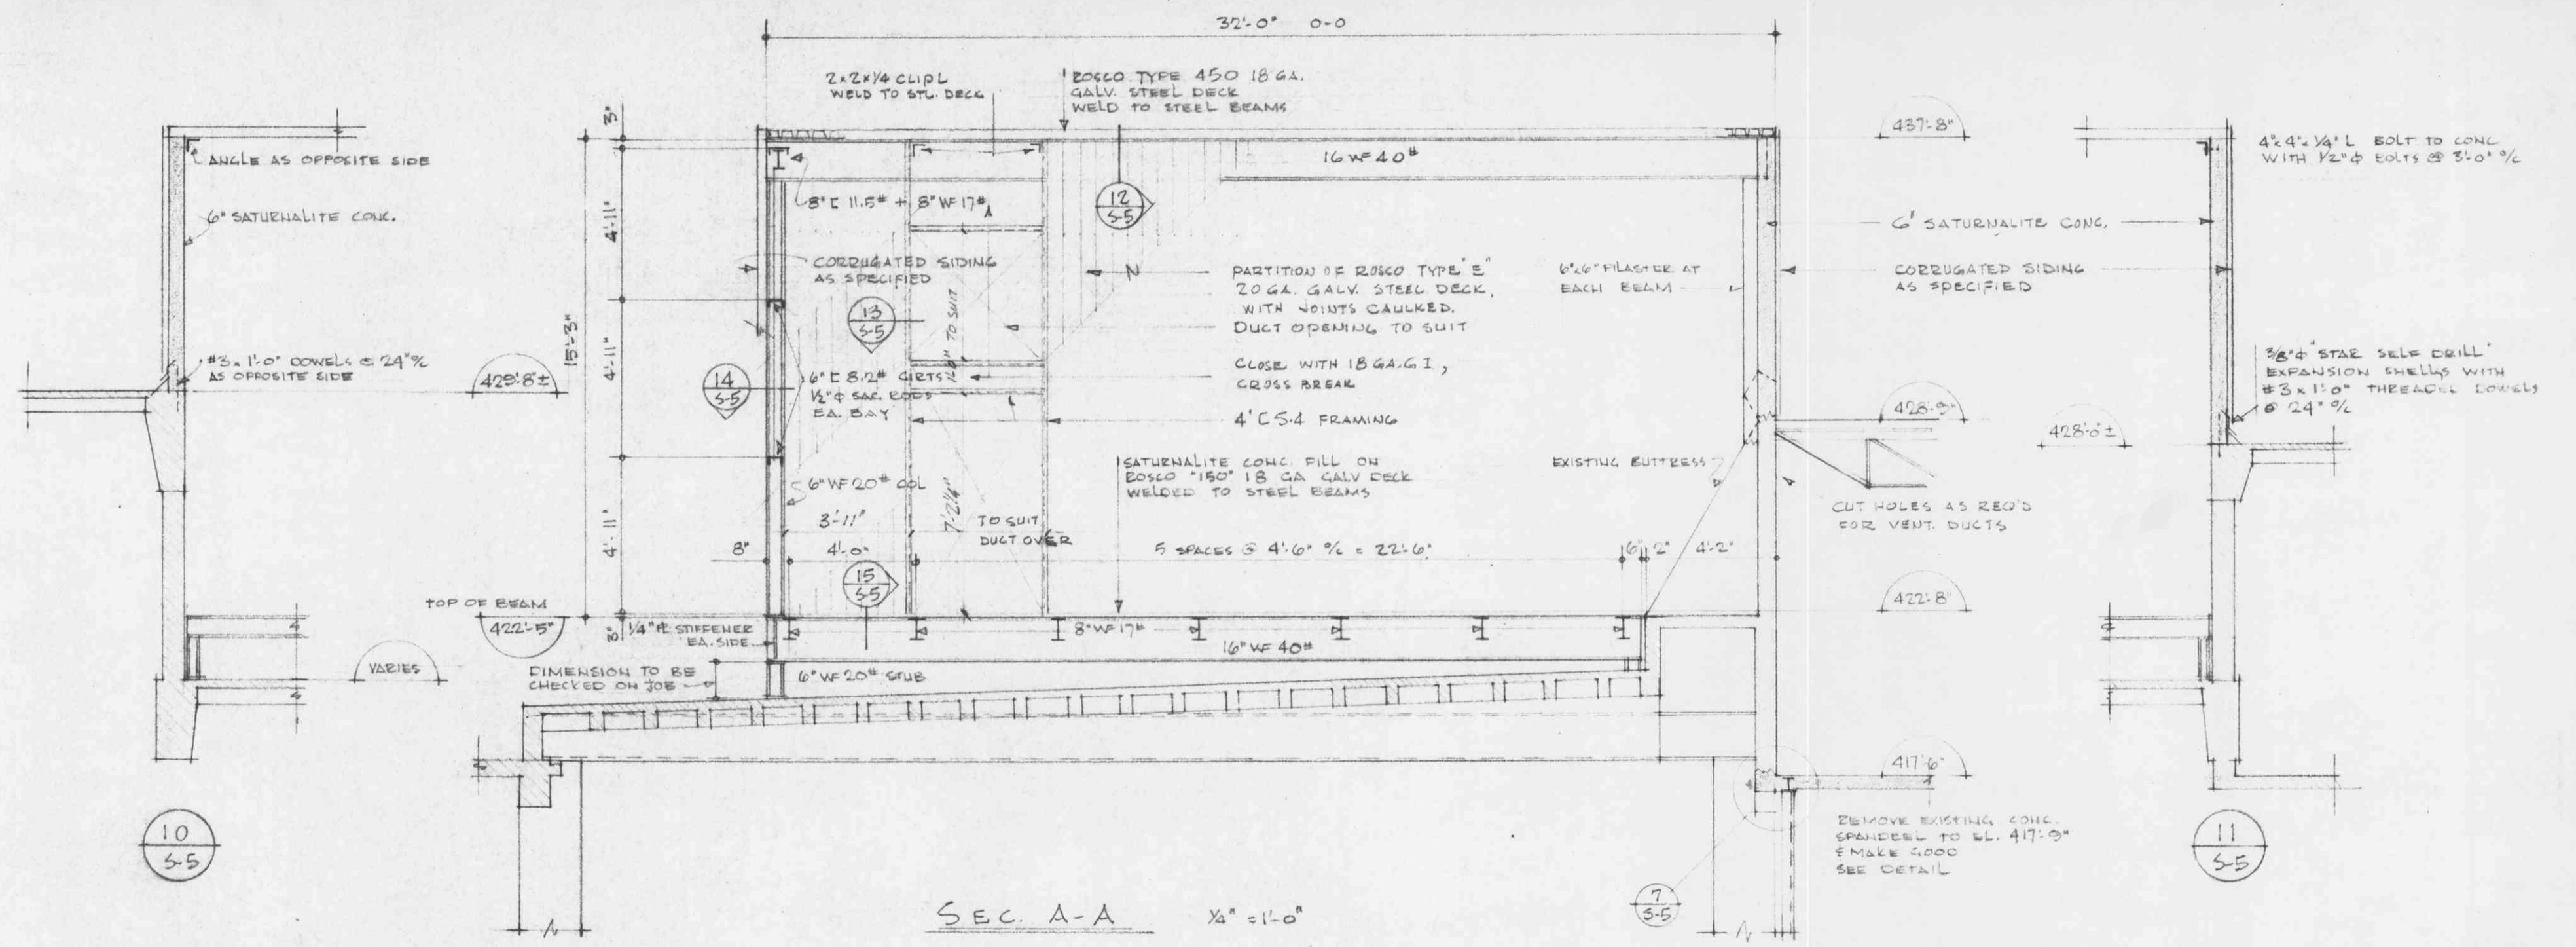 32'-0" 0-0
2x2x1/4 CLIP L
WELD TO STL. DECK
ROSCO TYPE 450 18 GA.
GALV. STEEL DECK
WELD TO STEEL BEAMS
3"
437'-8"
ANGLE AS OPPOSITE SIDE
16 WF 40#
4"x4"x1/4" L BOLT TO CONC
WITH 1/2"φ BOLTS @ 3'-0" %
6" SATURNALITE CONC.
4'-11"
8" [ 11.5# + 8" WF 17#
12
S-5
6" SATURNALITE CONC.
CORRUGATED SIDING
AS SPECIFIED
N
PARTITION OF ROSCO TYPE "E"
20 GA. GALV. STEEL DECK,
WITH JOINTS CAULKED.
DUCT OPENING TO SUIT
6"x6" PILASTER AT
EACH BEAM
CORRUGATED SIDING
AS SPECIFIED
13
S-5
TO SUIT
15'-3"
#3 x 1'-0" DOWELS @ 24" %
AS OPPOSITE SIDE
429'-8"±
4'-11"
14
S-5
6" [ 8.2# GIRTS
1/2"φ SAG. RODS
EA. BAY
CLOSE WITH 18 GA. G I,
CROSS BREAK
4" [ 5.4 FRAMING
428'-9"
428'-0"±
3/8"φ "STAR SELF DRILL"
EXPANSION SHELLS WITH
#3 x 1'-0" THREADED DOWELS
@ 24" %
SATURNALITE CONC. FILL ON
ROSCO "150" 18 GA GALV DECK
WELDED TO STEEL BEAMS
EXISTING BUTTRESS
6" WF 20# COL
7'-2 1/4"
CUT HOLES AS REQ'D
FOR VENT. DUCTS
4'-11"
3'-11"
TO SUIT
DUCT OVER
8"
4'-0"
5 SPACES @ 4'-6" % = 22'-6"
6" 2" 4'-2"
15
S-5
TOP OF BEAM
422'-5"
422'-8"
3"
1/4" PL STIFFENER
EA. SIDE
8" WF 17#
16" WF 40#
VARIES
DIMENSION TO BE
CHECKED ON JOB
6" WF 20# STUB
417'-6"
10
S-5
REMOVE EXISTING CONC.
SPANDREL TO EL. 417'-9"
& MAKE GOOD
SEE DETAIL
11
S-5
7
S-5
SEC. A-A 1/4" = 1'-0"
N
N